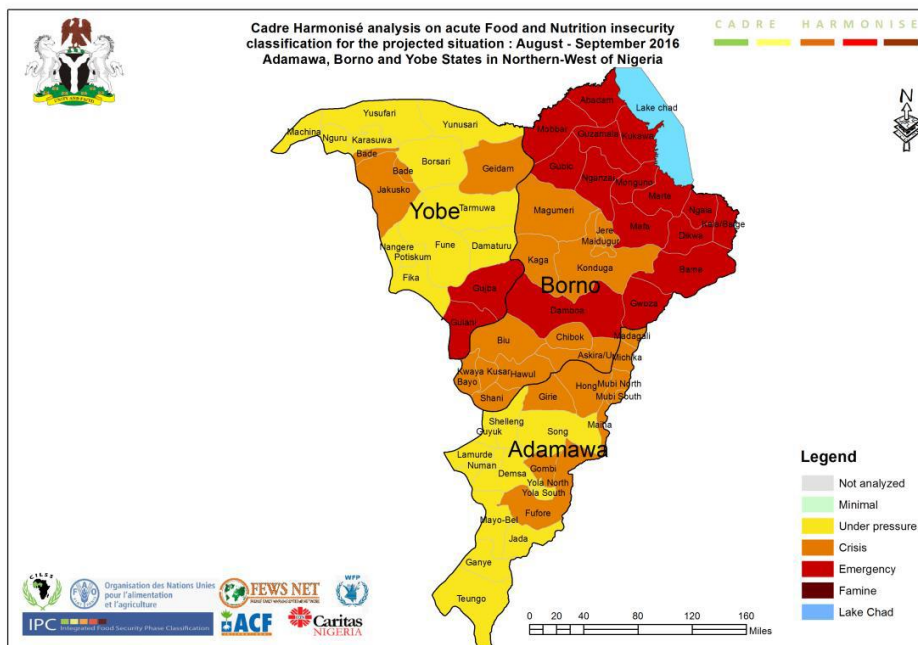 Cadre Harmonisé analysis on acute Food and Nutrition insecurity
classification for the projected situation : August - September 2016
Adamawa, Borno and Yobe States in Northern-West of Nigeria
CADRE HARMONISE
N
Lake chad
Abadam
Yusufari
Yunusari
Mobbar
Guzamala
Kukawa
Machina
Nguru
Karasuwa
Bade
Borsari
Geidam
Gubio
Nganzai
Monguno
Bade
Jakusko
Marte
Yobe
Tarmuwa
Magumeri
Ngala
Kala/Balge
Jere
Mafa
Dikwa
Maidugur
Nangere
Fune
Damaturu
Potiskum
Kaga
Konduga
Bama
Fika
Gujba
Borno
Gwoza
Damboa
Gulani
Biu
Chibok
Madagali
Askira/U
Michika
Kwaya Kusar
Hawul
Bayo
Hong
Mubi North
Mubi South
Shani
Girie
Shelleng
Guyuk
Song
Maiha
Adamawa
Lamurde
Numan
Demsa
Gombi
Yola North
Yola South
Mayo-Bel
Fufore
Jada
Ganye
Teungo
Legend
Not analyzed
Minimal
Under pressure
Crisis
Emergency
Famine
Lake Chad
CILSS
FAO
Organisation des Nations Unies
pour l'alimentation
et l'agriculture
FEWS NET
WFP
IPC Integrated Food Security Phase Classification
ACF
INTERNATIONAL
Caritas
NIGERIA
0 20 40 80 120 160
Miles